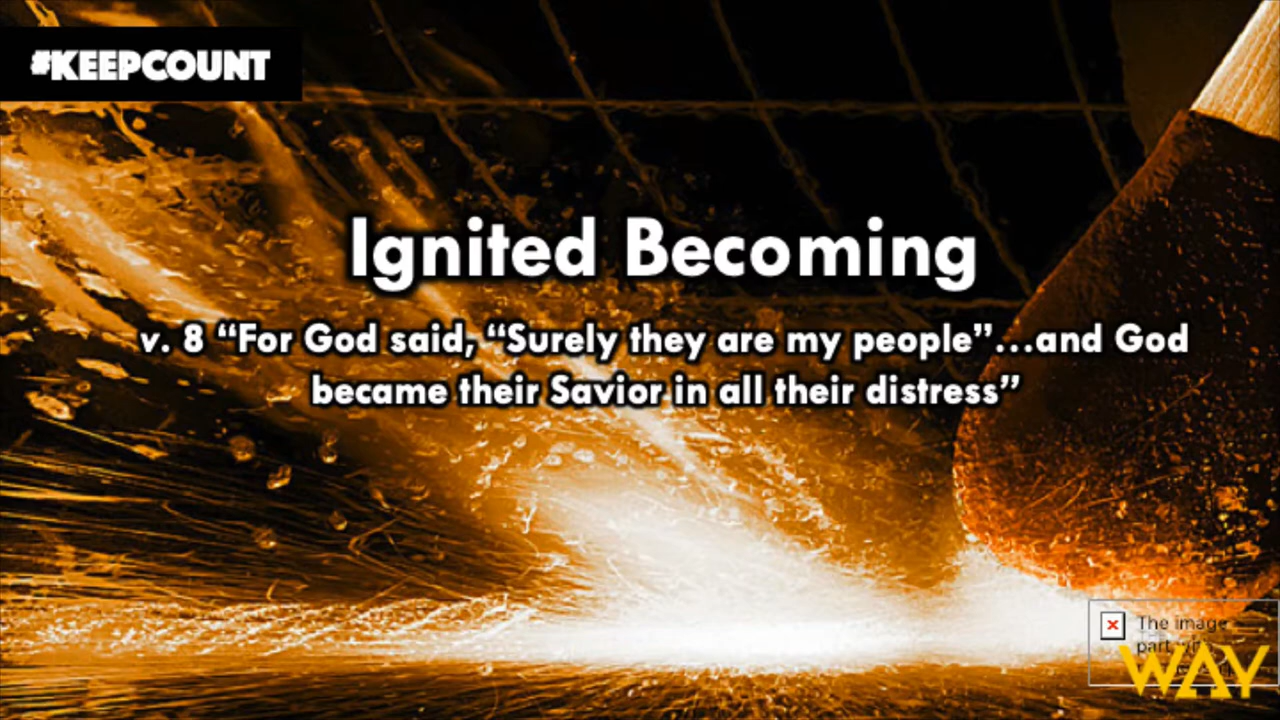 #KEEPCOUNT
Ignited Becoming
v. 8 “For God said, “Surely they are my people”...and God
became their Savior in all their distress”
The image
part
WAY